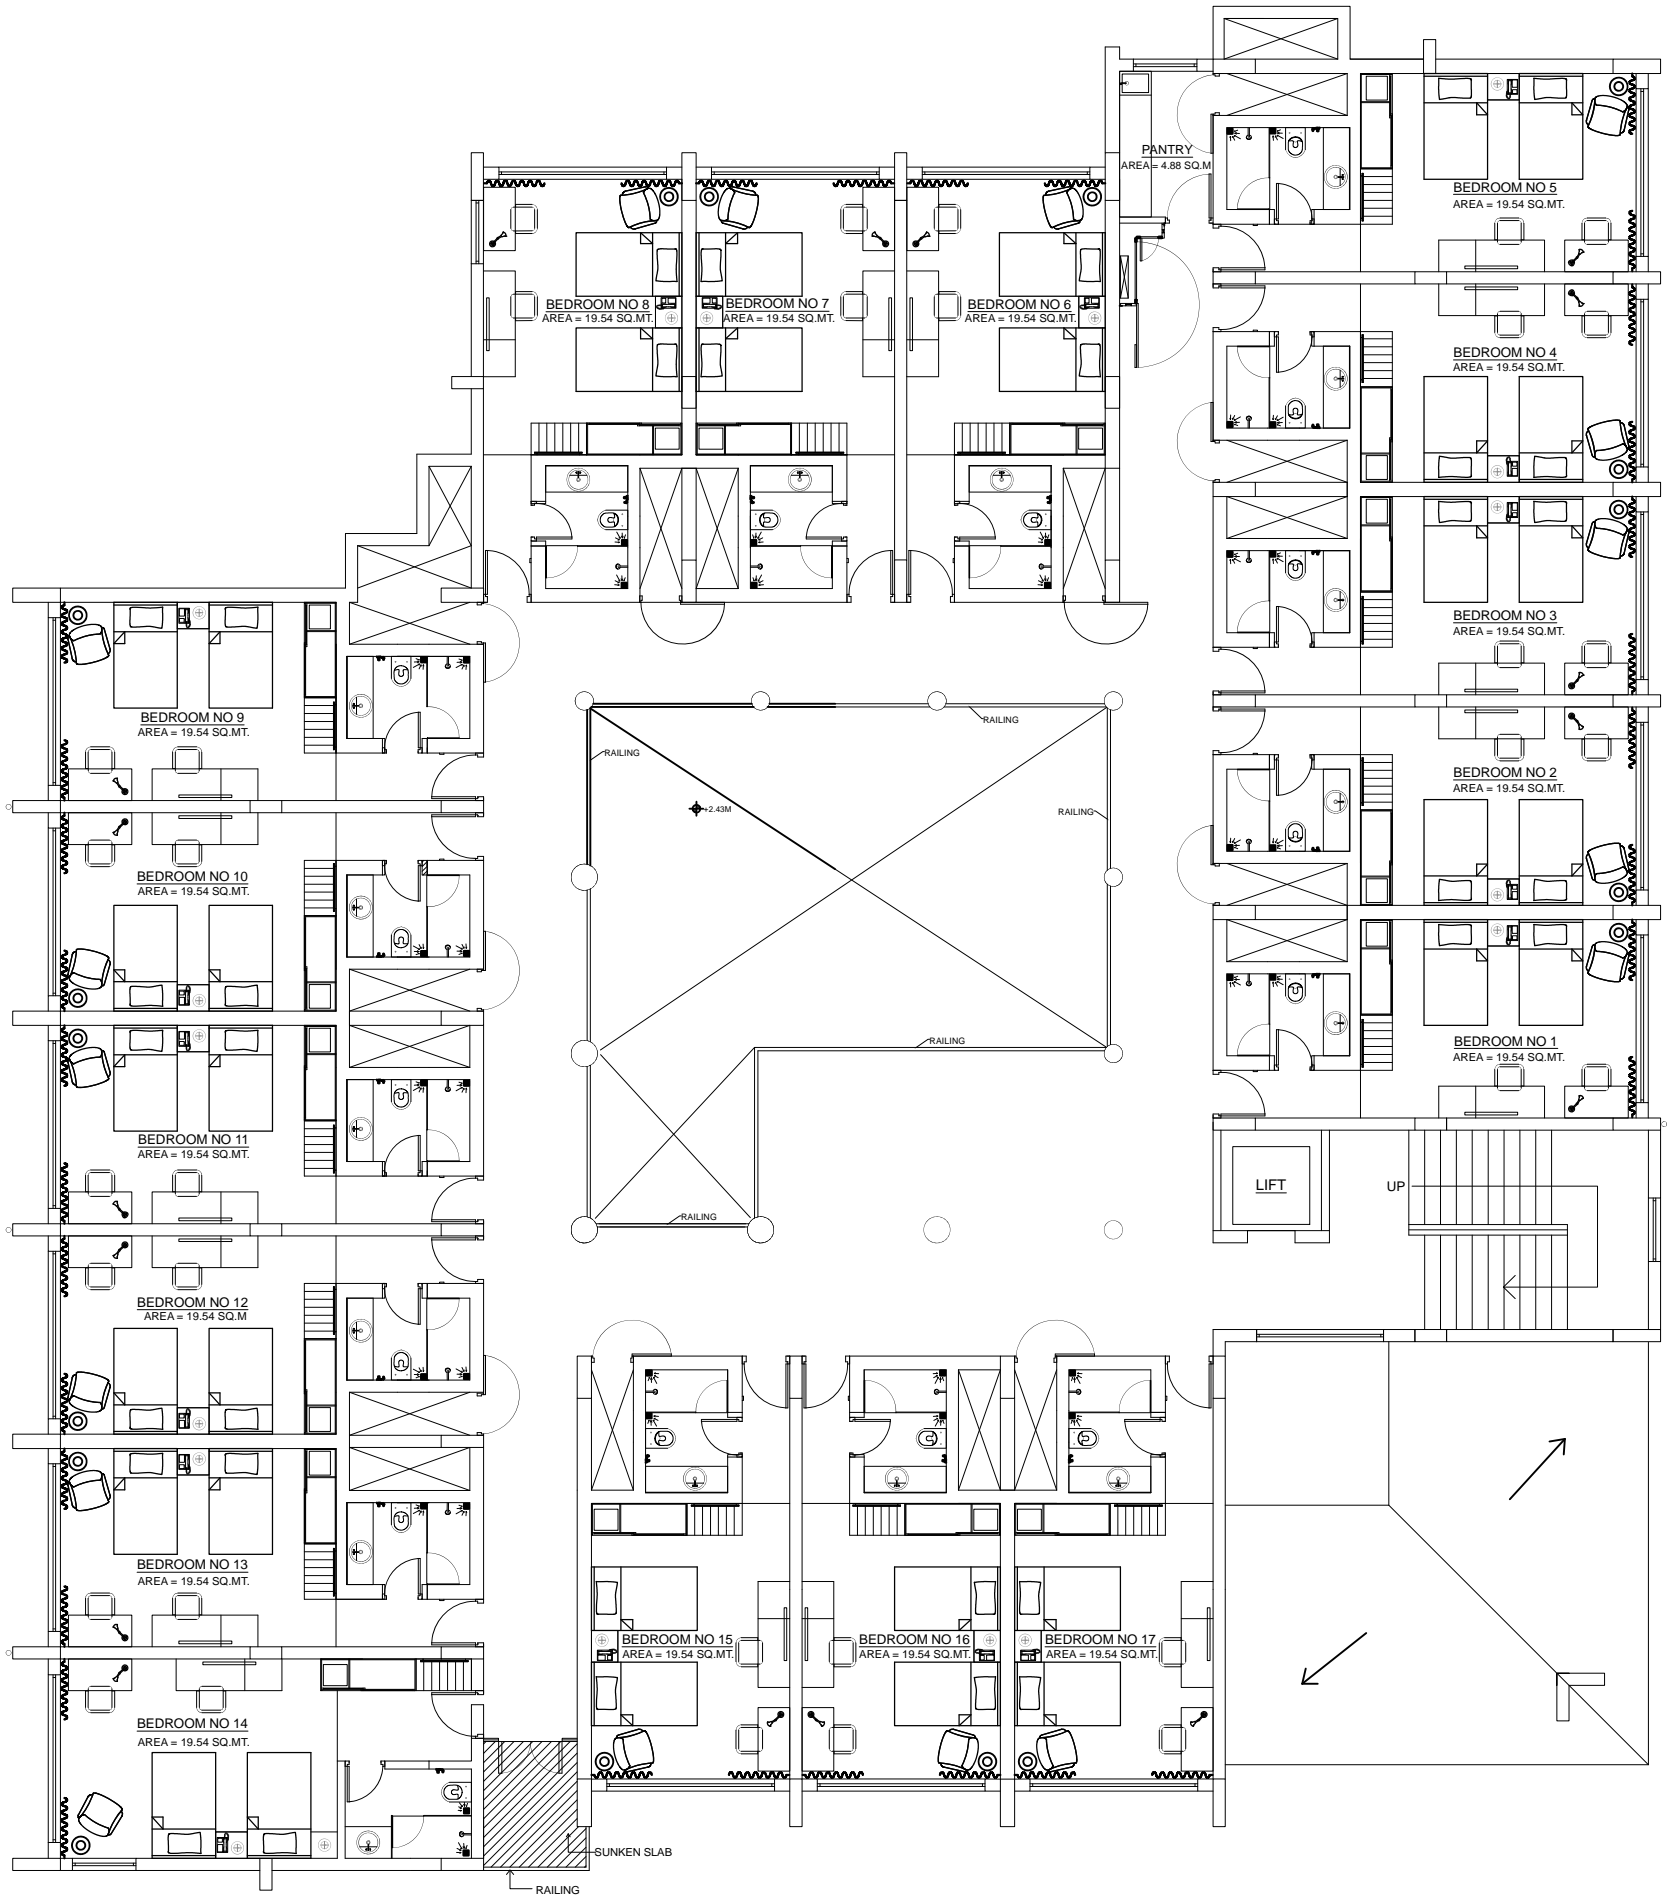 PANTRY
AREA = 4.88 SQ.M
BEDROOM NO 5
AREA = 19.54 SQ.MT.
BEDROOM NO 8
AREA = 19.54 SQ.MT.
BEDROOM NO 7
AREA = 19.54 SQ.MT.
BEDROOM NO 6
AREA = 19.54 SQ.MT.
BEDROOM NO 4
AREA = 19.54 SQ.MT.
BEDROOM NO 3
AREA = 19.54 SQ.MT.
BEDROOM NO 9
AREA = 19.54 SQ.MT.
RAILING
RAILING
BEDROOM NO 2
AREA = 19.54 SQ.MT.
+2.43M
RAILING
BEDROOM NO 10
AREA = 19.54 SQ.MT.
RAILING
BEDROOM NO 1
AREA = 19.54 SQ.MT.
BEDROOM NO 11
AREA = 19.54 SQ.MT.
LIFT
UP
RAILING
BEDROOM NO 12
AREA = 19.54 SQ.M
BEDROOM NO 13
AREA = 19.54 SQ.MT.
BEDROOM NO 15
AREA = 19.54 SQ.MT.
BEDROOM NO 16
AREA = 19.54 SQ.MT.
BEDROOM NO 17
AREA = 19.54 SQ.MT.
BEDROOM NO 14
AREA = 19.54 SQ.MT.
SUNKEN SLAB
RAILING